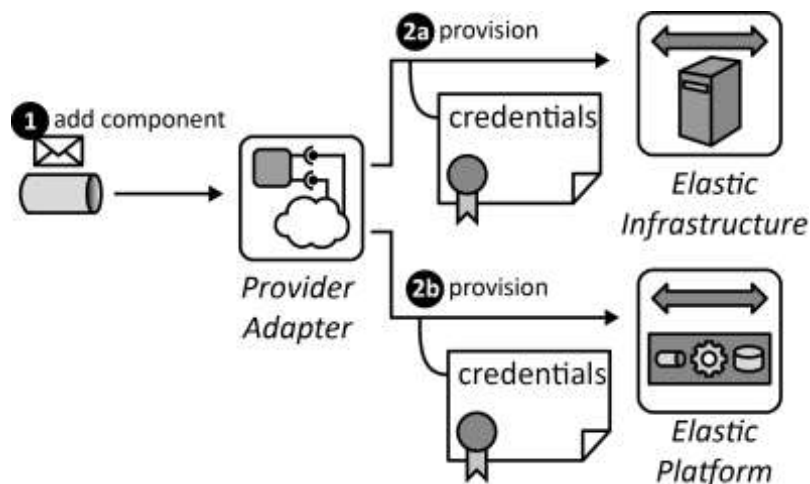 1 add component
Provider
Adapter
2a provision
credentials
Elastic
Infrastructure
2b provision
credentials
Elastic
Platform